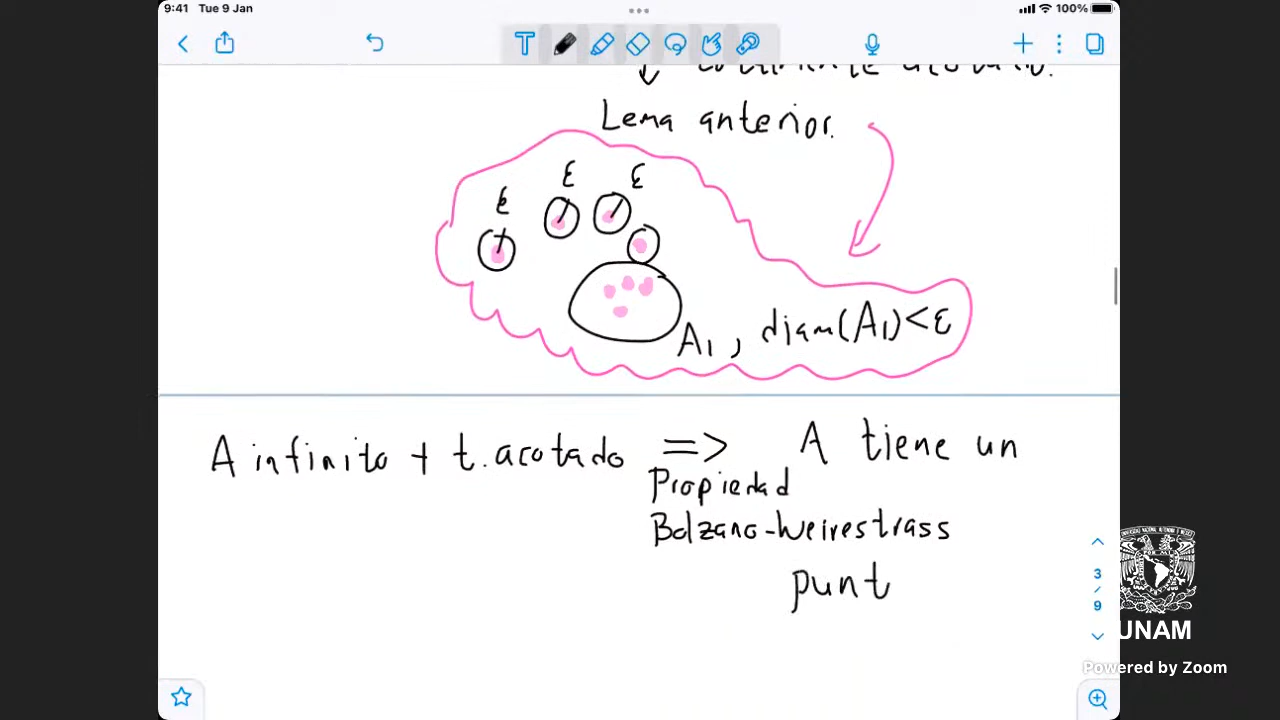 9:41 Tue 9 Jan
100%
acotado.
Lema anterior.
ε ε ε
A₁, diam(A₁)<ε
A infinito + t. acotado => A tiene un
Propiedad
Bolzano-Weirestrass
punt
3
/
9
UNAM
Powered by Zoom